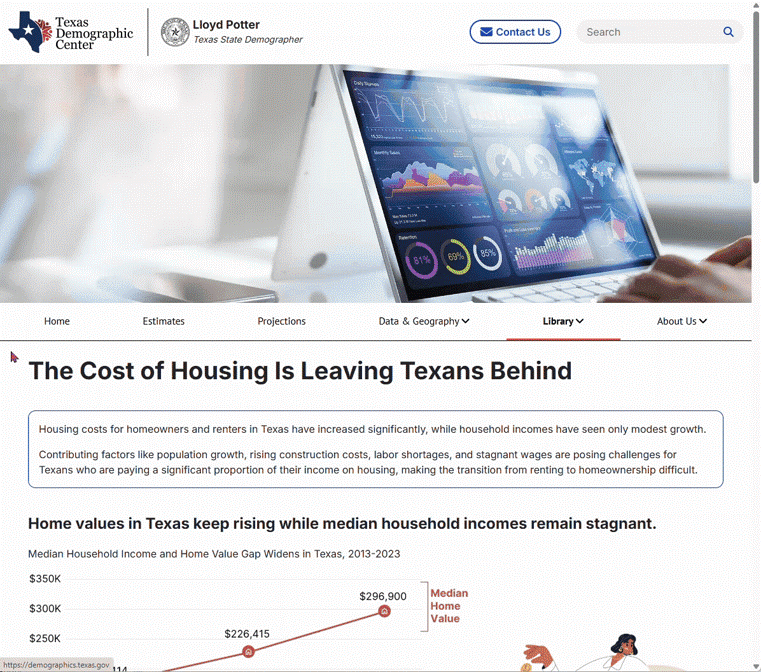 Texas
Demographic
Center
Lloyd Potter
Texas State Demographer
Contact Us
Search
81%
69%
85%
Home
Estimates
Projections
Data & Geography
Library
About Us
The Cost of Housing Is Leaving Texans Behind
Housing costs for homeowners and renters in Texas have increased significantly, while household incomes have seen only modest growth.
Contributing factors like population growth, rising construction costs, labor shortages, and stagnant wages are posing challenges for
Texans who are paying a significant proportion of their income on housing, making the transition from renting to homeownership difficult.
Home values in Texas keep rising while median household incomes remain stagnant.
Median Household Income and Home Value Gap Widens in Texas, 2013-2023
$350K
$300K
$250K
$296,900
$226,415
Median
Home
Value
https://demographics.texas.gov